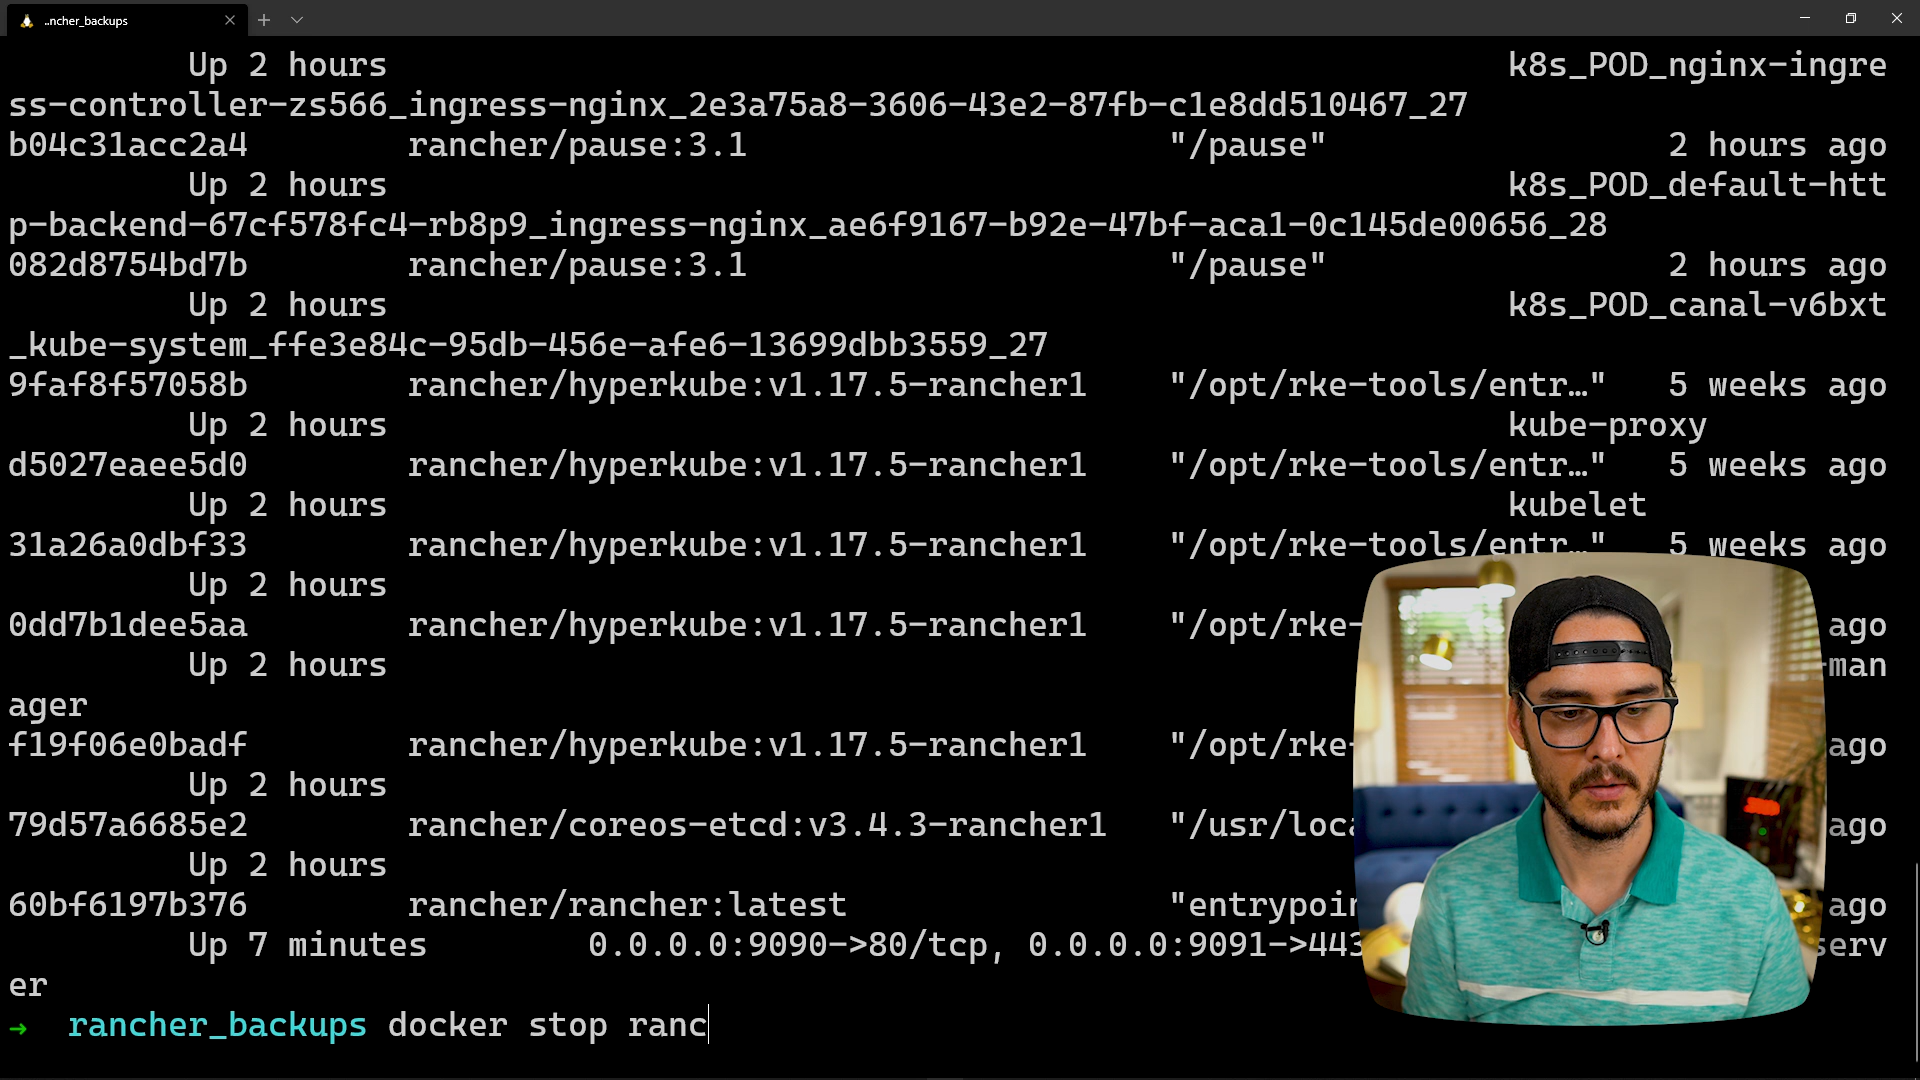 ..ncher_backups
Up 2 hours k8s_POD_nginx-ingre
ss-controller-zs566_ingress-nginx_2e3a75a8-3606-43e2-87fb-c1e8dd510467_27
b04c31acc2a4 rancher/pause:3.1 "/pause" 2 hours ago
Up 2 hours k8s_POD_default-htt
p-backend-67cf578fc4-rb8p9_ingress-nginx_ae6f9167-b92e-47bf-aca1-0c145de00656_28
082d8754bd7b rancher/pause:3.1 "/pause" 2 hours ago
Up 2 hours k8s_POD_canal-v6bxt
_kube-system_ffe3e84c-95db-456e-afe6-13699dbb3559_27
9faf8f57058b rancher/hyperkube:v1.17.5-rancher1 "/opt/rke-tools/entr…" 5 weeks ago
Up 2 hours kube-proxy
d5027eaee5d0 rancher/hyperkube:v1.17.5-rancher1 "/opt/rke-tools/entr…" 5 weeks ago
Up 2 hours kubelet
31a26a0dbf33 rancher/hyperkube:v1.17.5-rancher1 "/opt/rke-tools/entr…" 5 weeks ago
Up 2 hours
0dd7b1dee5aa rancher/hyperkube:v1.17.5-rancher1 "/opt/rke- ago
Up 2 hours -man
ager
f19f06e0badf rancher/hyperkube:v1.17.5-rancher1 "/opt/rke- ago
Up 2 hours
79d57a6685e2 rancher/coreos-etcd:v3.4.3-rancher1 "/usr/loca ago
Up 2 hours
60bf6197b376 rancher/rancher:latest "entrypoin ago
Up 7 minutes 0.0.0.0:9090->80/tcp, 0.0.0.0:9091->443 serv
er
→ rancher_backups docker stop ranc